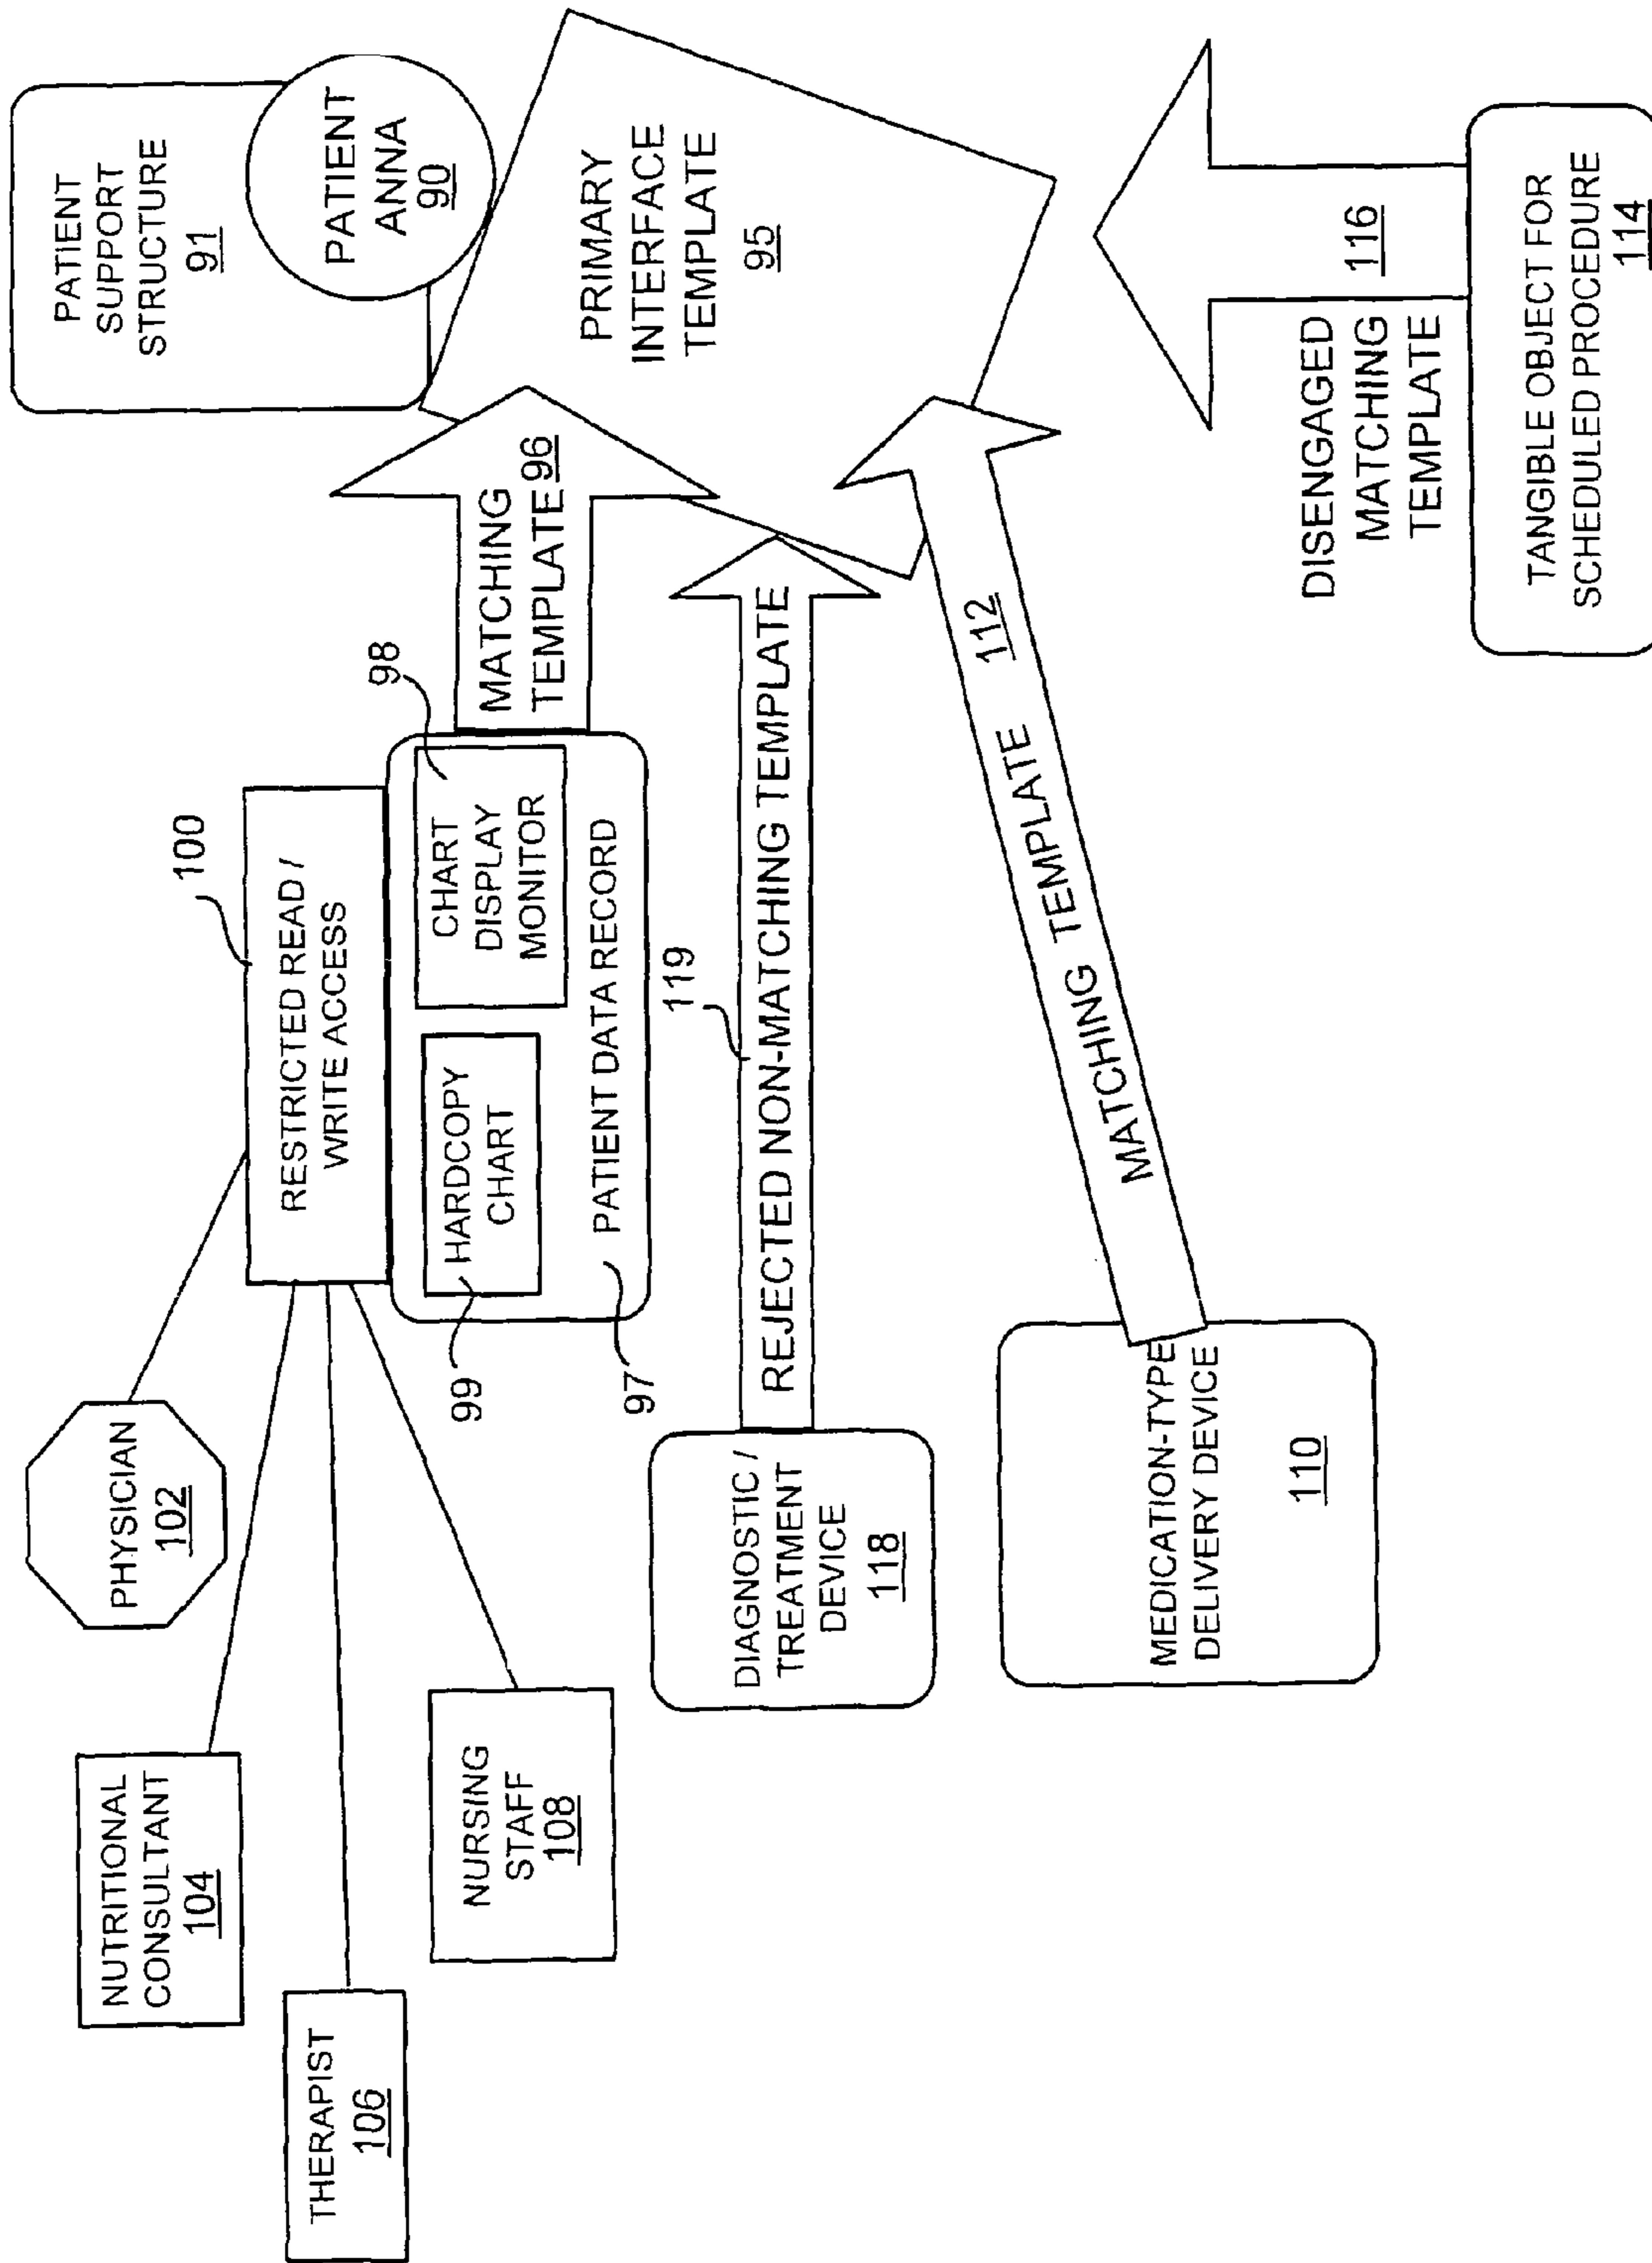 NUTRITIONAL
CONSULTANT
104
THERAPIST
106
PHYSICIAN
102
NURSING
STAFF
108
100
RESTRICTED READ /
WRITE ACCESS
99
HARDCOPY
CHART
98
CHART
DISPLAY
MONITOR
97
PATIENT DATA RECORD
MATCHING
TEMPLATE 96
PATIENT
SUPPORT
STRUCTURE
91
PATIENT
ANNA
90
PRIMARY
INTERFACE
TEMPLATE
95
DIAGNOSTIC /
TREATMENT
DEVICE
118
119
REJECTED NON-MATCHING TEMPLATE
MEDICATION-TYPE
DELIVERY DEVICE
110
MATCHING TEMPLATE 112
DISENGAGED
MATCHING
TEMPLATE
116
TANGIBLE OBJECT FOR
SCHEDULED PROCEDURE
114